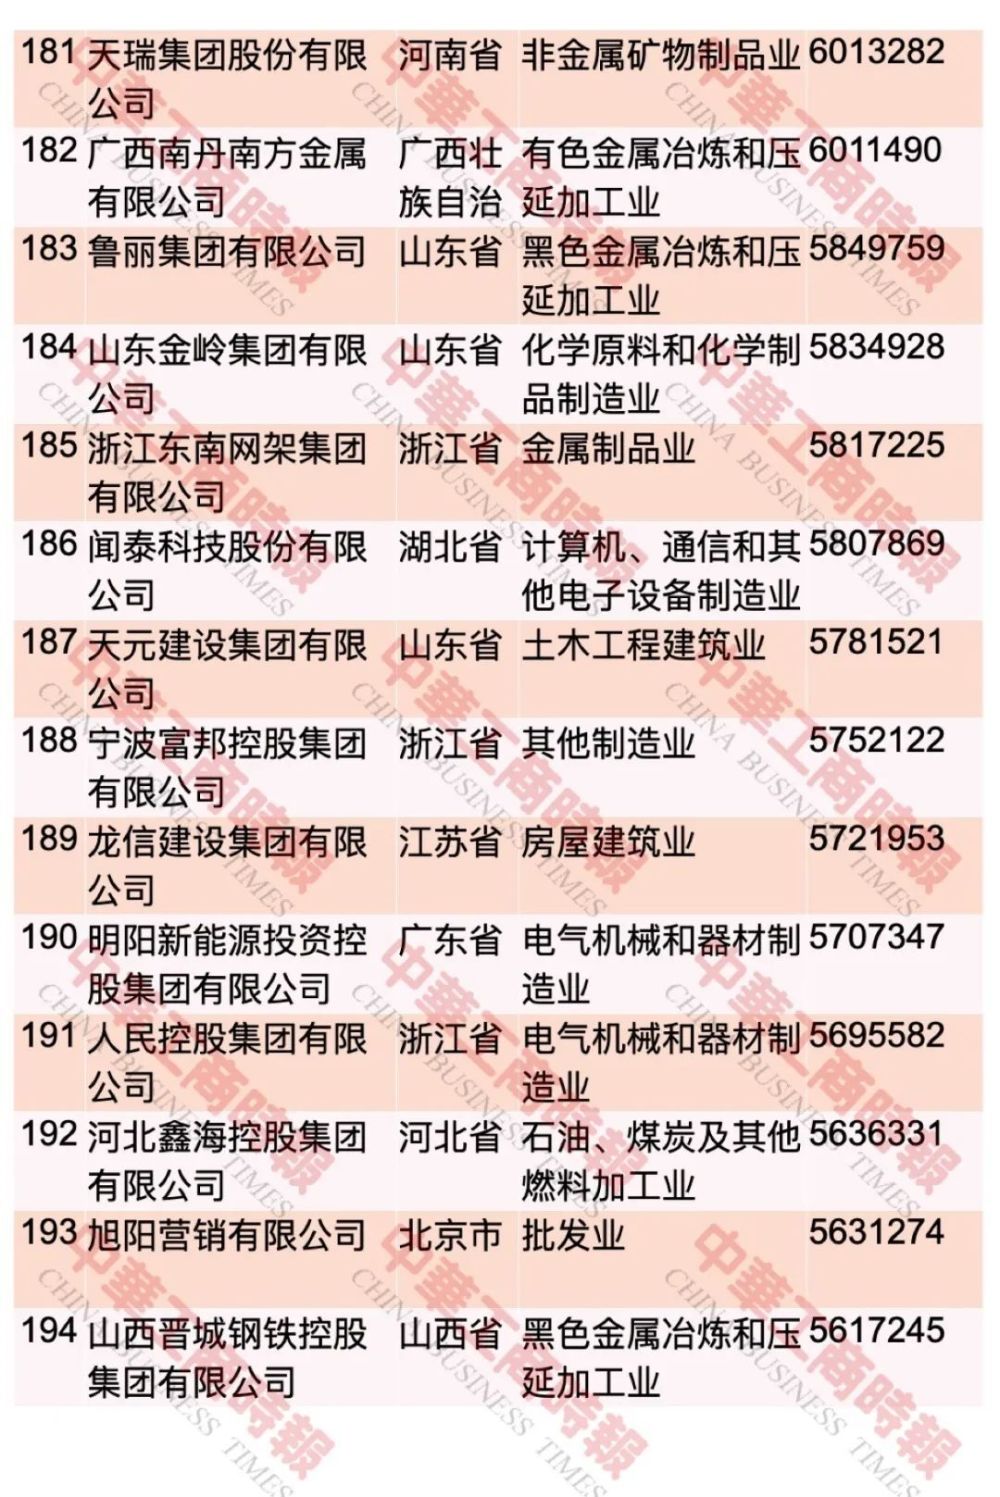 181 天瑞集团股份有限 河南省 非金属矿物制品业 6013282
公司
182 广西南丹南方金属 广西壮 有色金属冶炼和压 6011490
有限公司 族自治 延加工业
183 鲁丽集团有限公司 山东省 黑色金属冶炼和压 5849759
延加工业
184 山东金岭集团有限 山东省 化学原料和化学制 5834928
公司 品制造业
185 浙江东南网架集团 浙江省 金属制品业 5817225
有限公司
186 闻泰科技股份有限 湖北省 计算机、通信和其 5807869
公司 他电子设备制造业
187 天元建设集团有限 山东省 土木工程建筑业 5781521
公司
188 宁波富邦控股集团 浙江省 其他制造业 5752122
有限公司
189 龙信建设集团有限 江苏省 房屋建筑业 5721953
公司
190 明阳新能源投资控 广东省 电气机械和器材制 5707347
股集团有限公司 造业
191 人民控股集团有限 浙江省 电气机械和器材制 5695582
公司 造业
192 河北鑫海控股集团 河北省 石油、煤炭及其他 5636331
有限公司 燃料加工业
193 旭阳营销有限公司 北京市 批发业 5631274
194 山西晋城钢铁控股 山西省 黑色金属冶炼和压 5617245
集团有限公司 延加工业
中華工商時報
CHINA BUSINESS TIMES